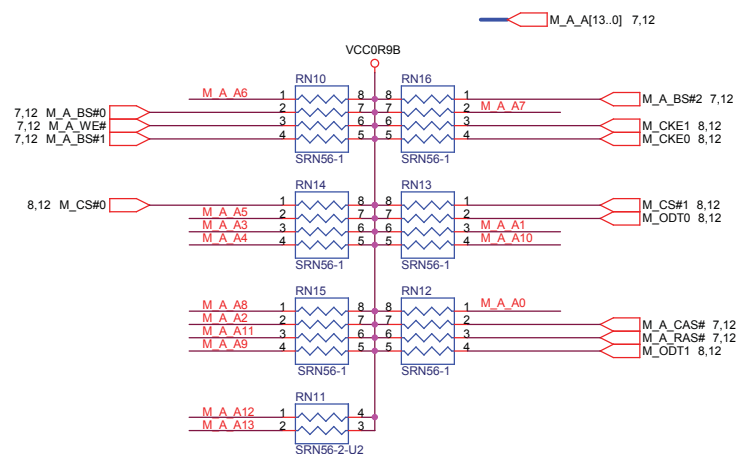 M_A_A[13..0] 7,12
VCC0R9B
RN10 RN16
M_A_A6 1 8 8 1 M_A_BS#2 7,12
7,12 M_A_BS#0 2 7 7 2 M_A_A7
7,12 M_A_WE# 3 6 6 3 M_CKE1 8,12
7,12 M_A_BS#1 4 5 5 4 M_CKE0 8,12
SRN56-1 SRN56-1
RN14 RN13
8,12 M_CS#0 1 8 8 1 M_CS#1 8,12
M_A_A5 2 7 7 2 M_ODT0 8,12
M_A_A3 3 6 6 3 M_A_A1
M_A_A4 4 5 5 4 M_A_A10
SRN56-1 SRN56-1
RN15 RN12
M_A_A8 1 8 8 1 M_A_A0
M_A_A2 2 7 7 2 M_A_CAS# 7,12
M_A_A11 3 6 6 3 M_A_RAS# 7,12
M_A_A9 4 5 5 4 M_ODT1 8,12
SRN56-1 SRN56-1
RN11
M_A_A12 1 4
M_A_A13 2 3
SRN56-2-U2